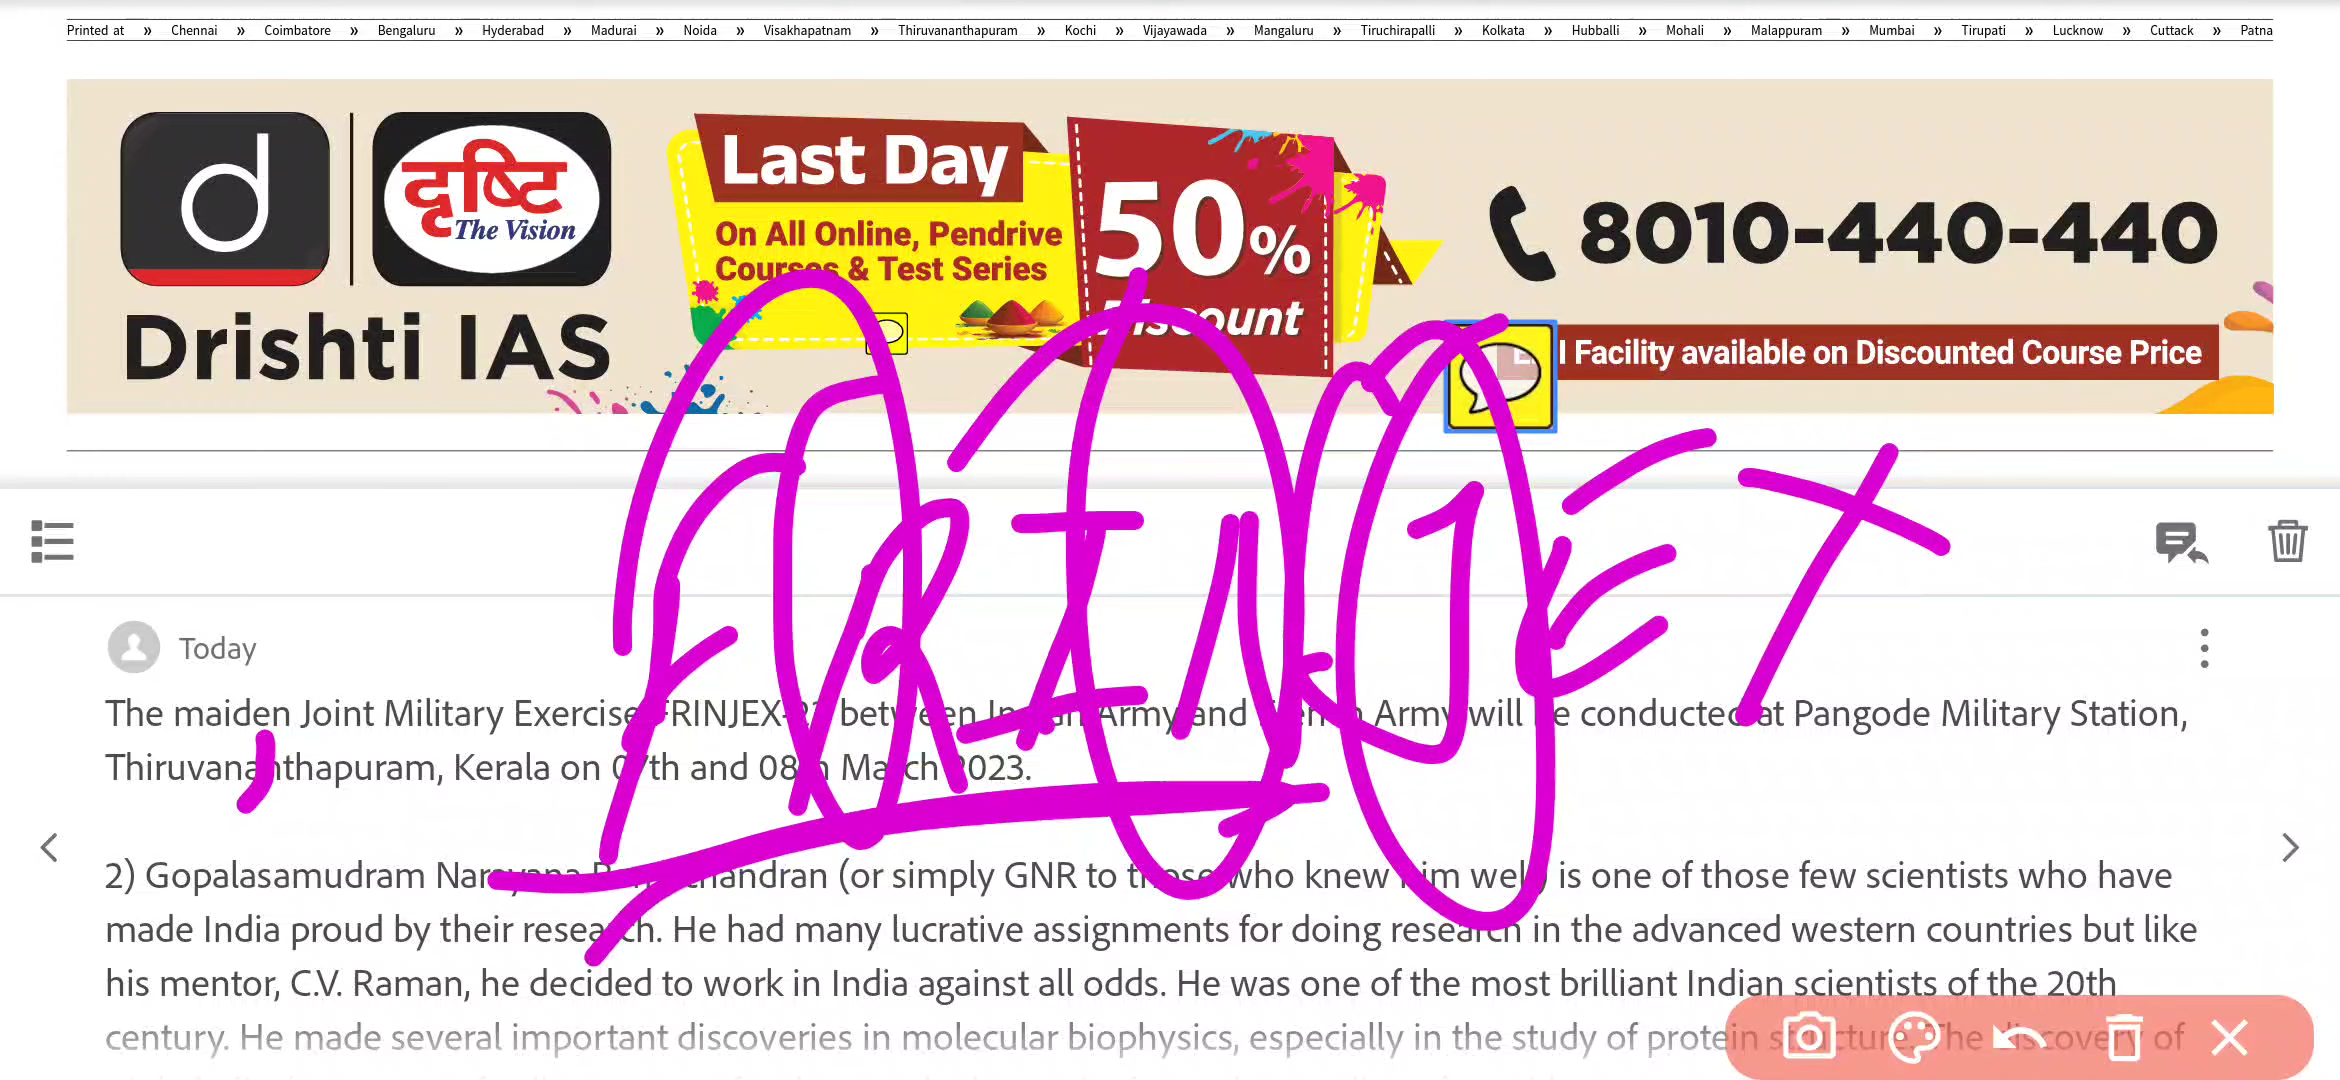 Printed at » Chennai » Coimbatore » Bengaluru » Hyderabad » Madurai » Noida » Visakhapatnam » Thiruvananthapuram » Kochi » Vijayawada » Mangaluru » Tiruchirapalli » Kolkata » Hubballi » Mohali » Malappuram » Mumbai » Tirupati » Lucknow » Cuttack » Patna
d
दृष्टि
The Vision
Drishti IAS
Last Day
On All Online, Pendrive
Courses & Test Series
50%
Discount
8010-440-440
Facility available on Discounted Course Price
FRINJEX
Today
The maiden Joint Military Exercise FRINJEX-23 between Indian Army and French Army will be conducted at Pangode Military Station,
Thiruvananthapuram, Kerala on 07th and 08th March 2023.
2) Gopalasamudram Narayana Ramachandran (or simply GNR to those who knew him well) is one of those few scientists who have
made India proud by their research. He had many lucrative assignments for doing research in the advanced western countries but like
his mentor, C.V. Raman, he decided to work in India against all odds. He was one of the most brilliant Indian scientists of the 20th
century. He made several important discoveries in molecular biophysics, especially in the study of protein structure. The discovery of